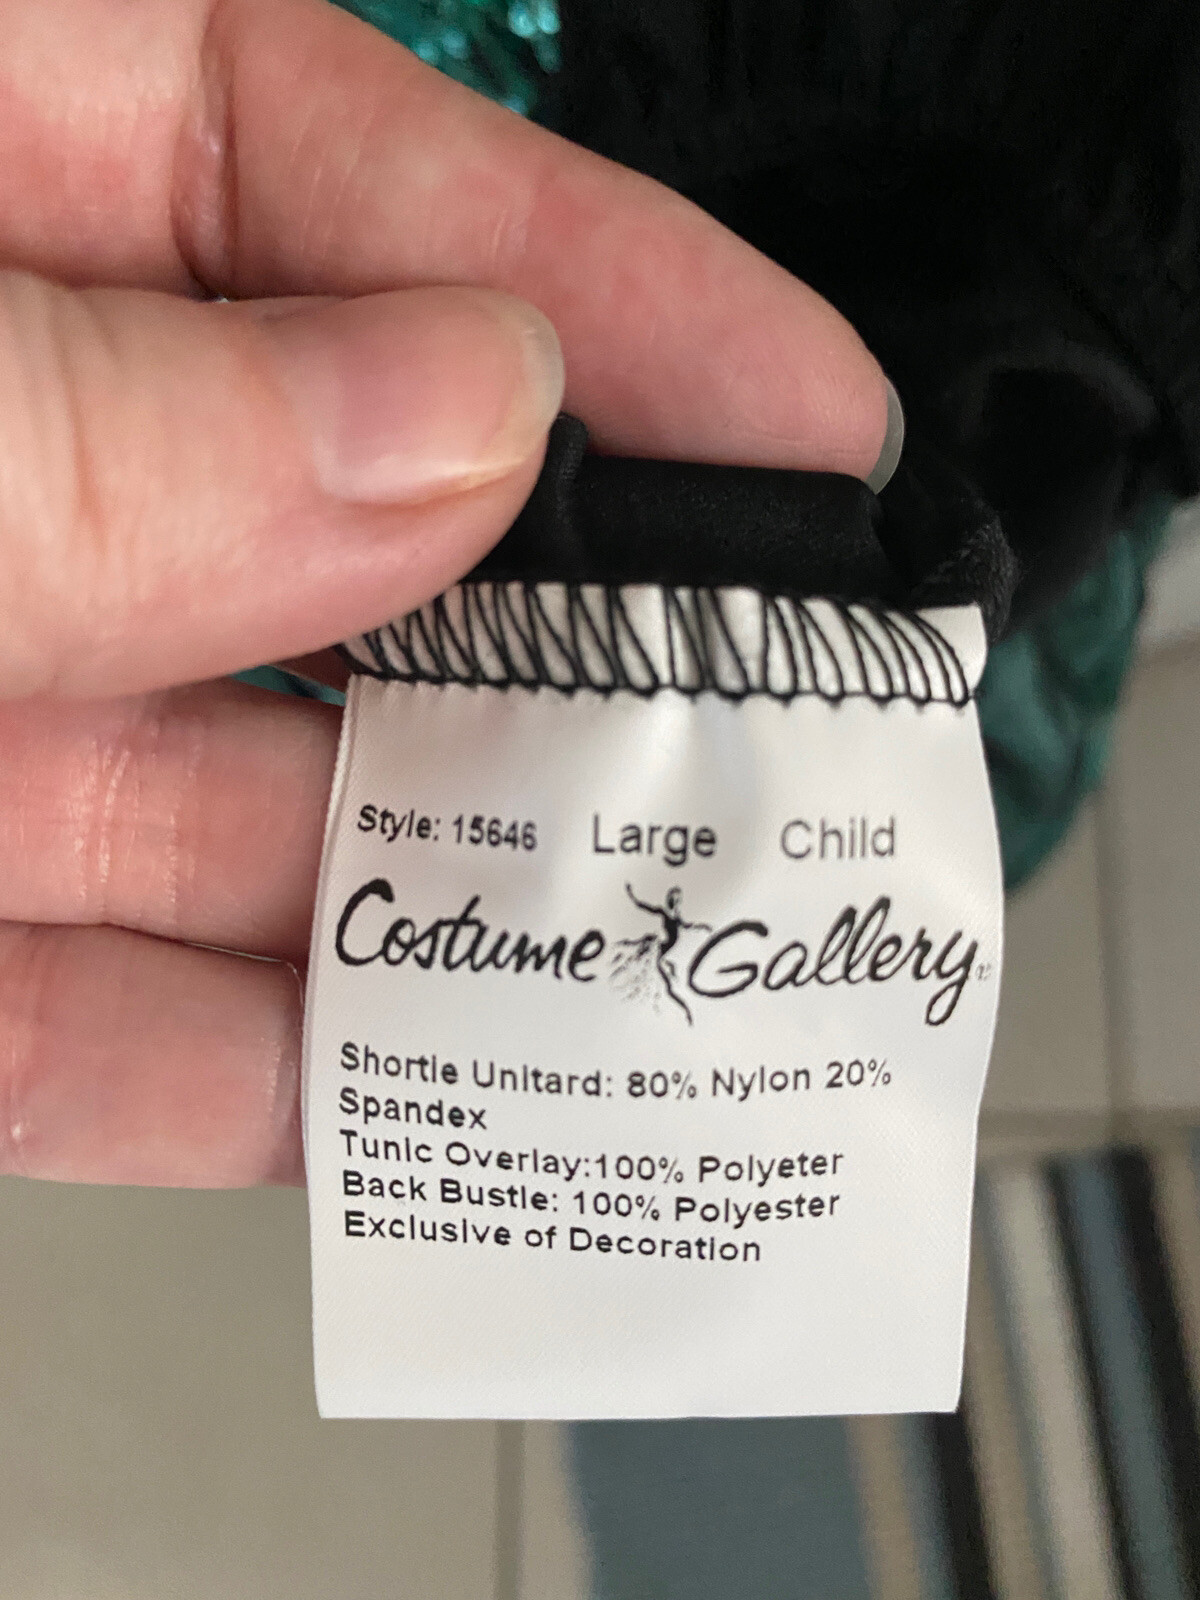 Style: 15646 Large Child
Costume Gallery
Shortie Unitard: 80% Nylon 20%
Spandex
Tunic Overlay:100% Polyeter
Back Bustle: 100% Polyester
Exclusive of Decoration